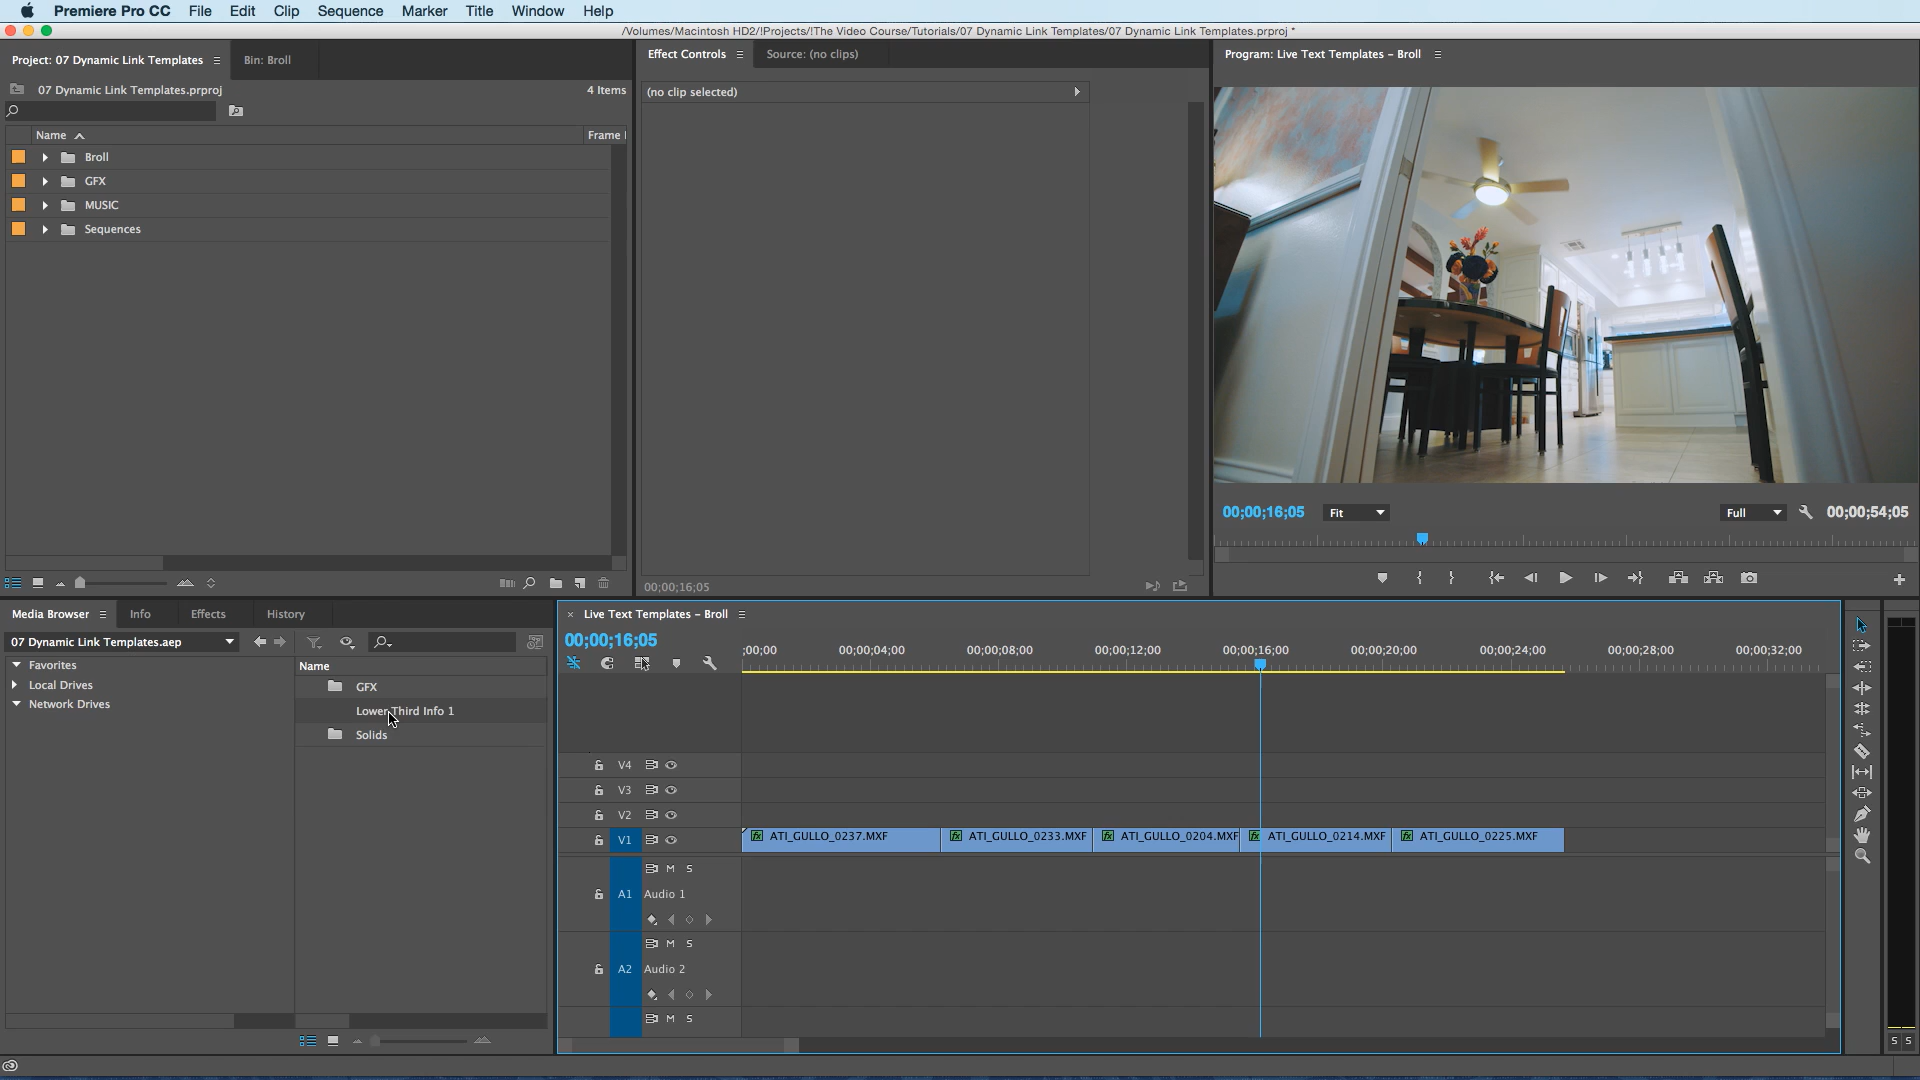 Premiere Pro CC File Edit Clip Sequence Marker Title Window Help
/Volumes/Macintosh HD2/!Projects/!The Video Course/Tutorials/07 Dynamic Link Templates/07 Dynamic Link Templates.prproj *
Project: 07 Dynamic Link Templates Bin: Broll
07 Dynamic Link Templates.prproj 4 Items
Name Frame
Broll
GFX
MUSIC
Sequences
Effect Controls Source: (no clips)
(no clip selected)
00;00;16;05
Program: Live Text Templates – Broll
00;00;16;05 Fit Full 00;00;54;05
Media Browser Info Effects History
07 Dynamic Link Templates.aep
Favorites
Local Drives
Network Drives
Name
GFX
Lower Third Info 1
Solids
× Live Text Templates – Broll
00;00;16;05
;00;00 00;00;04;00 00;00;08;00 00;00;12;00 00;00;16;00 00;00;20;00 00;00;24;00 00;00;28;00 00;00;32;00
V4
V3
V2
V1 fx ATI_GULLO_0237.MXF fx ATI_GULLO_0233.MXF fx ATI_GULLO_0204.MXF fx ATI_GULLO_0214.MXF fx ATI_GULLO_0225.MXF
M S
A1 Audio 1
M S
A2 Audio 2
M S
S S